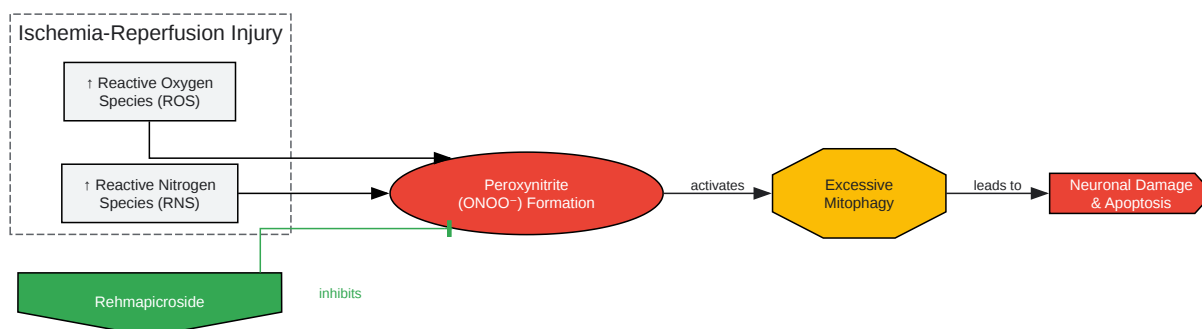 Ischemia-Reperfusion Injury
↑ Reactive Oxygen
Species (ROS)
↑ Reactive Nitrogen
Species (RNS)
Peroxynitrite
(ONOO⁻) Formation
activates
Excessive
Mitophagy
leads to
Neuronal Damage
& Apoptosis
Rehmapicroside
inhibits